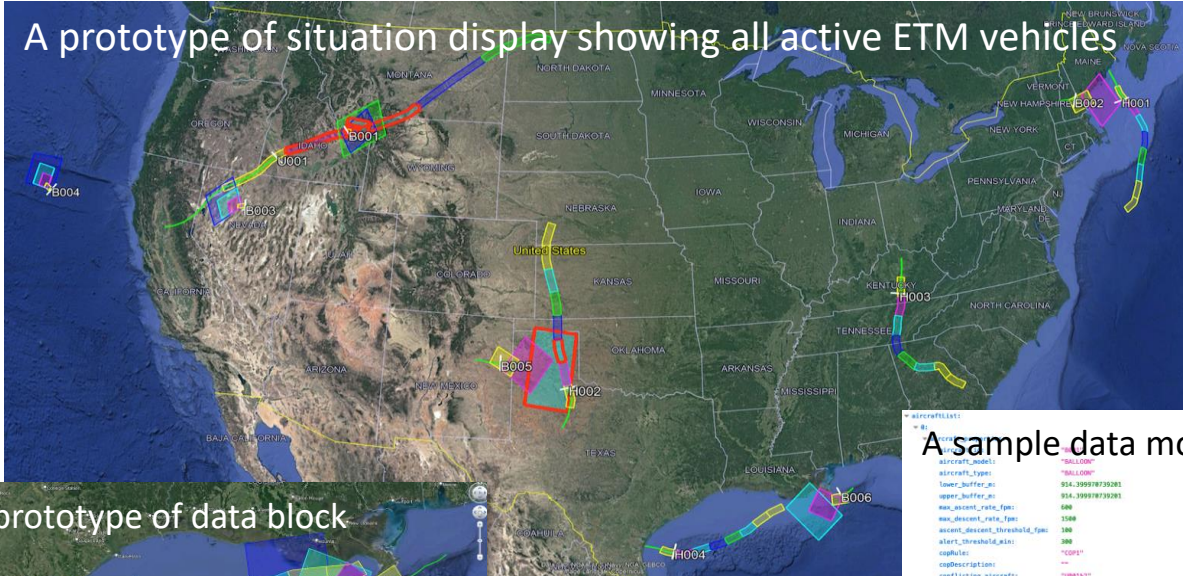 A prototype of situation display showing all active ETM vehicles
NEW BRUNSWICK
PRINCE EDWARD ISLAND
NOVA SCOTIA
WASHINGTON
MONTANA
NORTH DAKOTA
MINNESOTA
MAINE
VERMONT
NEW HAMPSHIRE
B002
H001
OREGON
IDAHO
B001
SOUTH DAKOTA
WISCONSIN
MICHIGAN
NEW YORK
CT
U001
WYOMING
B004
B003
NEVADA
IOWA
PENNSYLVANIA
NJ
MARYLAND
DE
NEBRASKA
INDIANA
United States
UTAH
COLORADO
KANSAS
MISSOURI
KENTUCKY
H003
CALIFORNIA
NORTH CAROLINA
TENNESSEE
OKLAHOMA
B005
ARIZONA
NEW MEXICO
ARKANSAS
H002
MISSISSIPPI
BAJA CALIFORNIA
TEXAS
LOUISIANA
B006
COAHUILA
H004
prototype of data block
aircraftList:
0:
A sample data mo
aircraft_model: "BALLOON"
aircraft_type: "BALLOON"
lower_buffer_m: 914.399970739201
upper_buffer_m: 914.399970739201
max_ascent_rate_fpm: 600
max_descent_rate_fpm: 1500
ascent_descent_threshold_fpm: 100
alert_threshold_min: 300
copRule: "COP1"
copDescription: ""